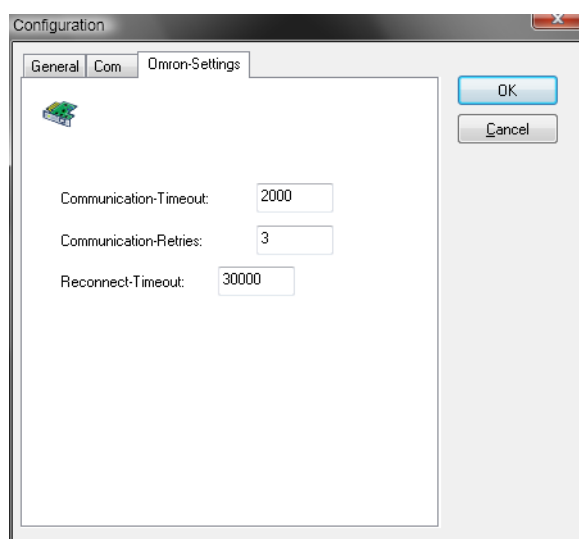 Configuration
General Com Omron-Settings
OK
Cancel
Communication-Timeout: 2000
Communication-Retries: 3
Reconnect-Timeout: 30000